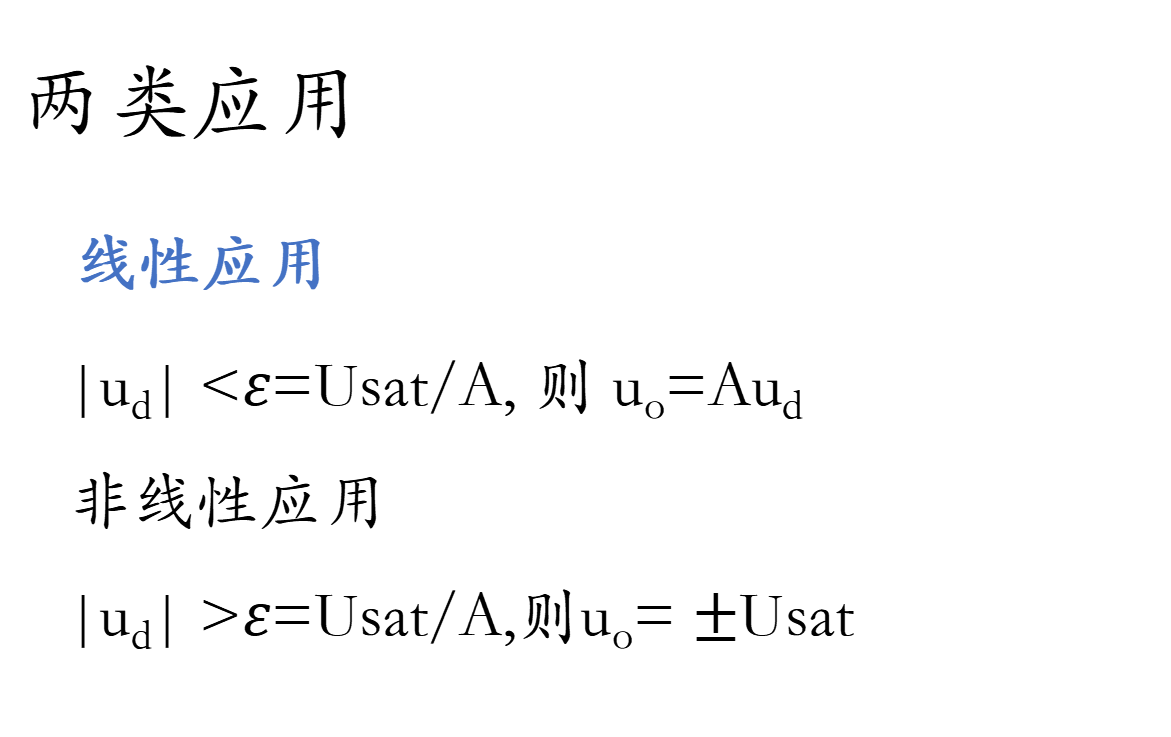 两类应用
线性应用
|ud| <ε=Usat/A, 则 uo=Aud
非线性应用
|ud| >ε=Usat/A,则uo= ±Usat